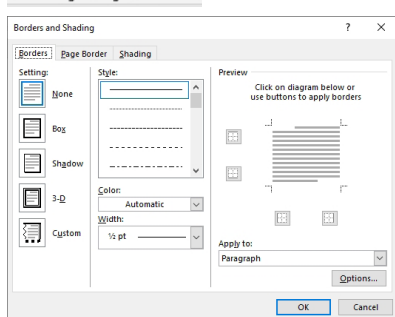 Borders and Shading
? ×
Borders Page Border Shading
Setting:
None
Box
Shadow
3-D
Custom
Style:
Color:
Automatic
Width:
½ pt
Preview
Click on diagram below or
use buttons to apply borders
Apply to:
Paragraph
Options...
OK Cancel